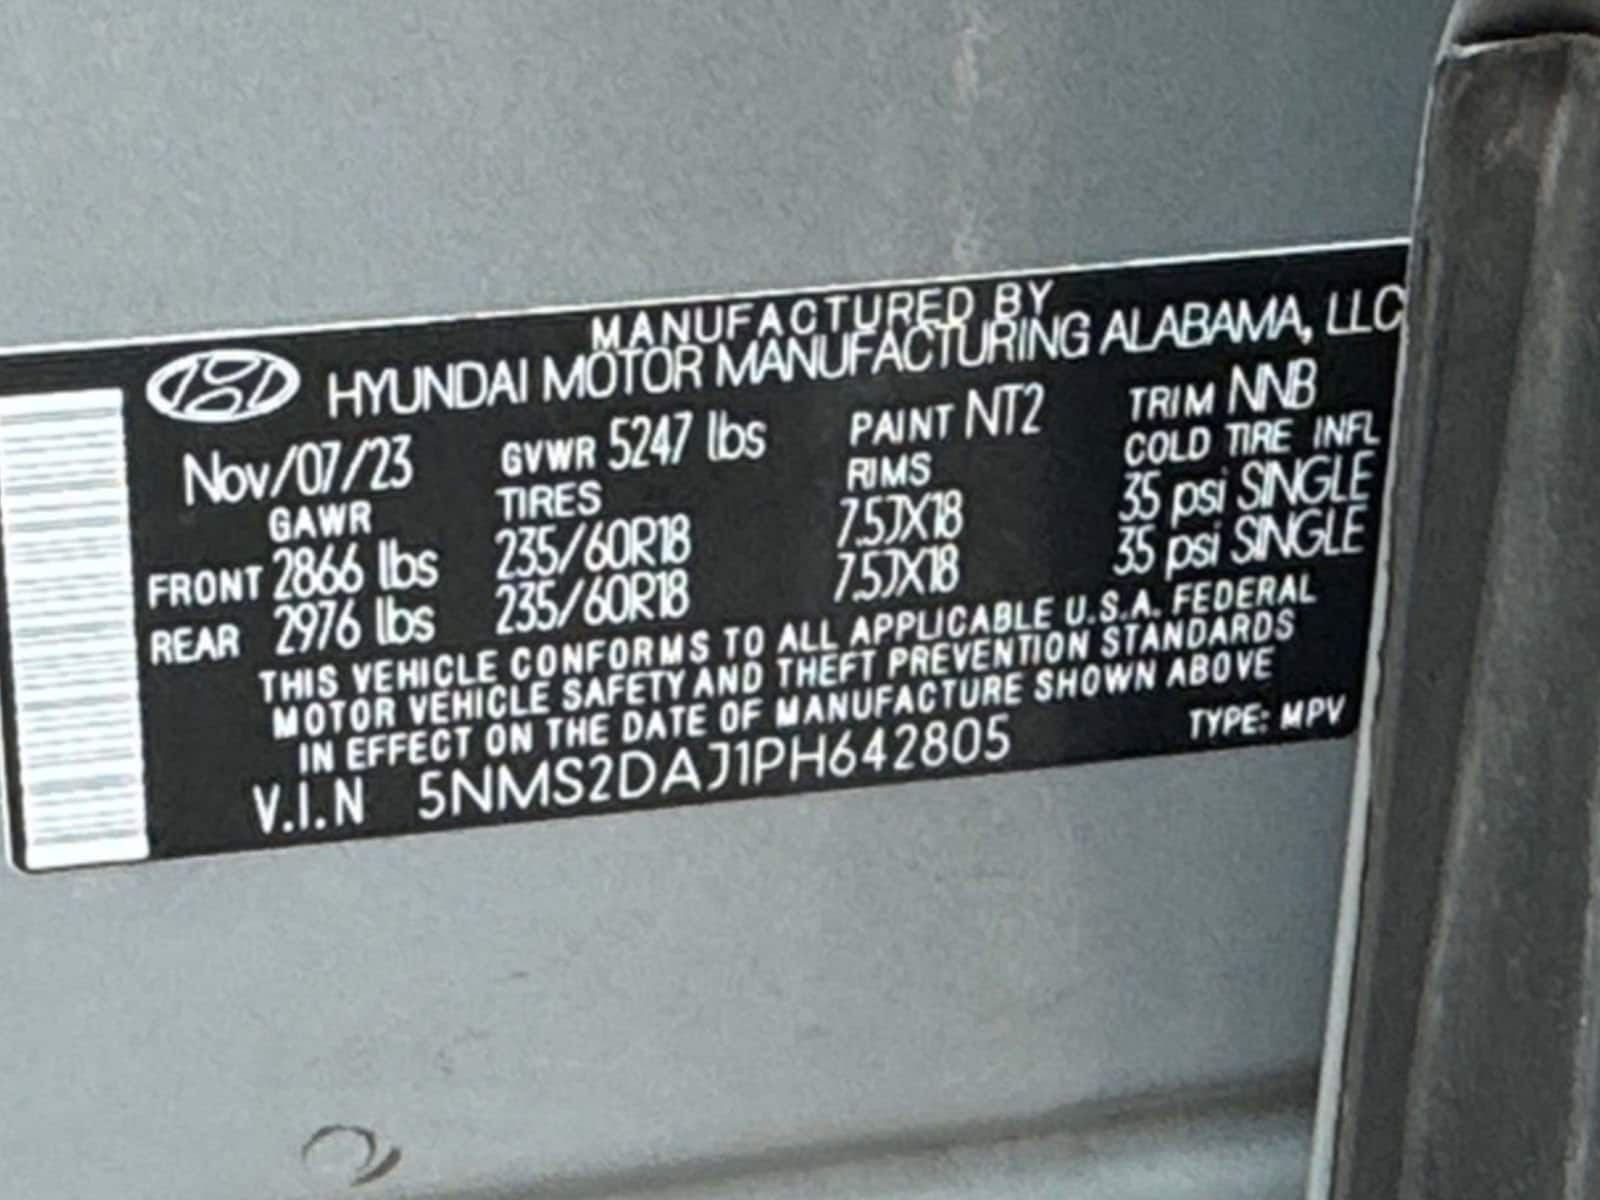 MANUFACTURED BY
HYUNDAI MOTOR MANUFACTURING ALABAMA, LLC
Nov/07/23 GVWR 5247 lbs PAINT NT2 TRIM NNB
GAWR TIRES RIMS COLD TIRE INFL
FRONT 2866 lbs 235/60R18 7.5JX18 35 psi SINGLE
REAR 2976 lbs 235/60R18 7.5JX18 35 psi SINGLE
THIS VEHICLE CONFORMS TO ALL APPLICABLE U.S.A. FEDERAL
MOTOR VEHICLE SAFETY AND THEFT PREVENTION STANDARDS
IN EFFECT ON THE DATE OF MANUFACTURE SHOWN ABOVE
V.I.N 5NMS2DAJ1PH642805 TYPE: MPV